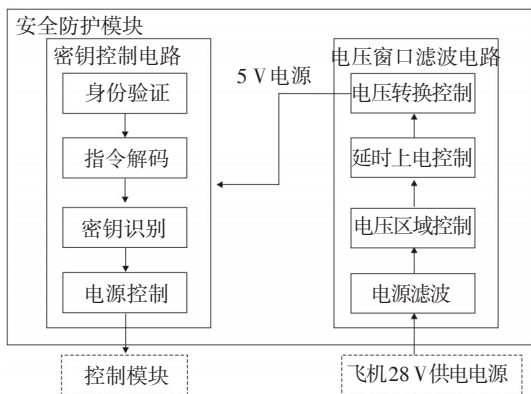 安全防护模块
密钥控制电路
身份验证
指令解码
密钥识别
电源控制
控制模块
5 V电源
电压窗口滤波电路
电压转换控制
延时上电控制
电压区域控制
电源滤波
飞机28 V供电电源